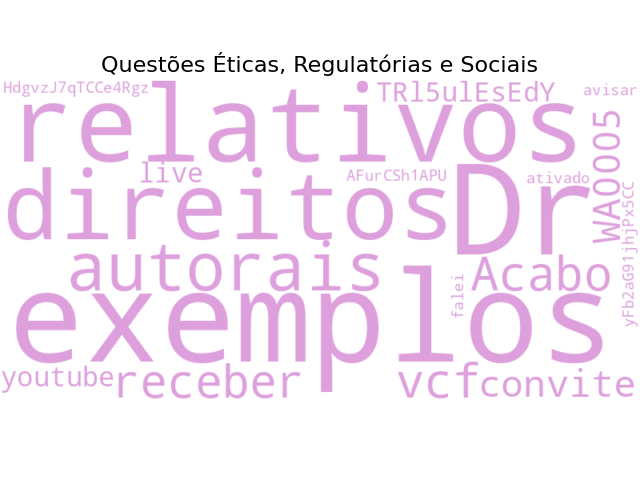 Questões Éticas, Regulatórias e Sociais
HdgvzJ7qTCCe4Rgz
relativos
TRl5ulEsEdY
avisar
live
AFurCSh1APU
ativado
WA0005
direitos
Dr
yFb2aG91jhjPx5CC
autorais
falei
Acabo
exemplos
youtube
receber
vcf
convite